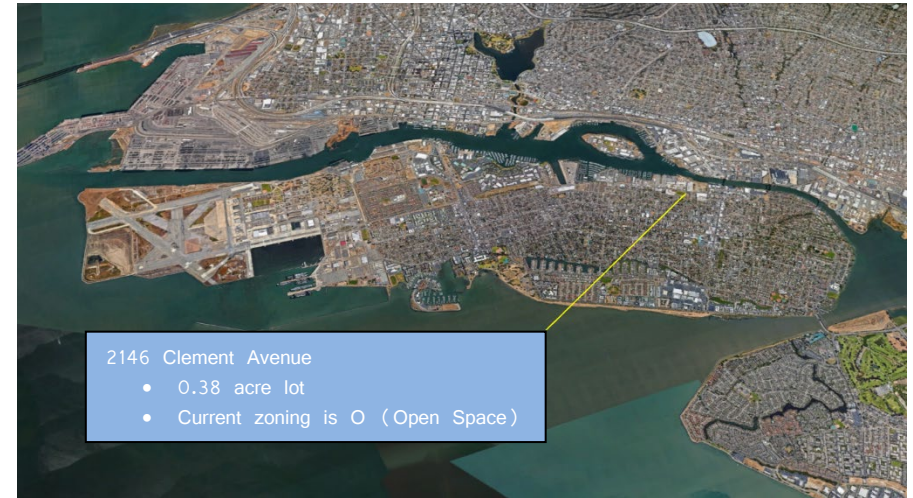 2146 Clement Avenue
• 0.38 acre lot
• Current zoning is O (Open Space)